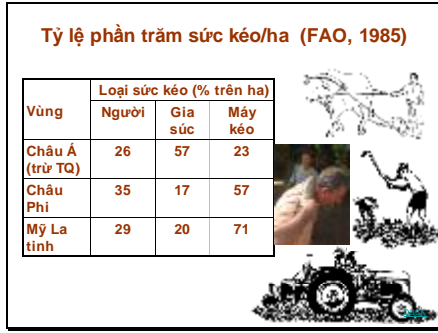 Tỷ lệ phần trăm sức kéo/ha (FAO, 1985)
Vùng
Loại sức kéo (% trên ha)
Người
Gia súc
Máy kéo
Châu Á (trừ TQ)
26
57
23
Châu Phi
35
17
57
Mỹ La tinh
29
20
71